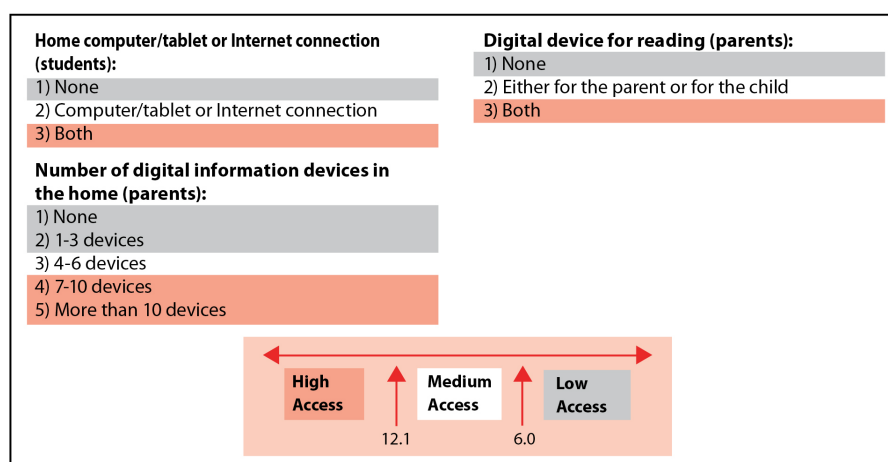 Home computer/tablet or Internet connection
(students):
1) None
2) Computer/tablet or Internet connection
3) Both
Number of digital information devices in
the home (parents):
1) None
2) 1-3 devices
3) 4-6 devices
4) 7-10 devices
5) More than 10 devices
Digital device for reading (parents):
1) None
2) Either for the parent or for the child
3) Both
High
Access
Medium
Access
Low
Access
12.1
6.0